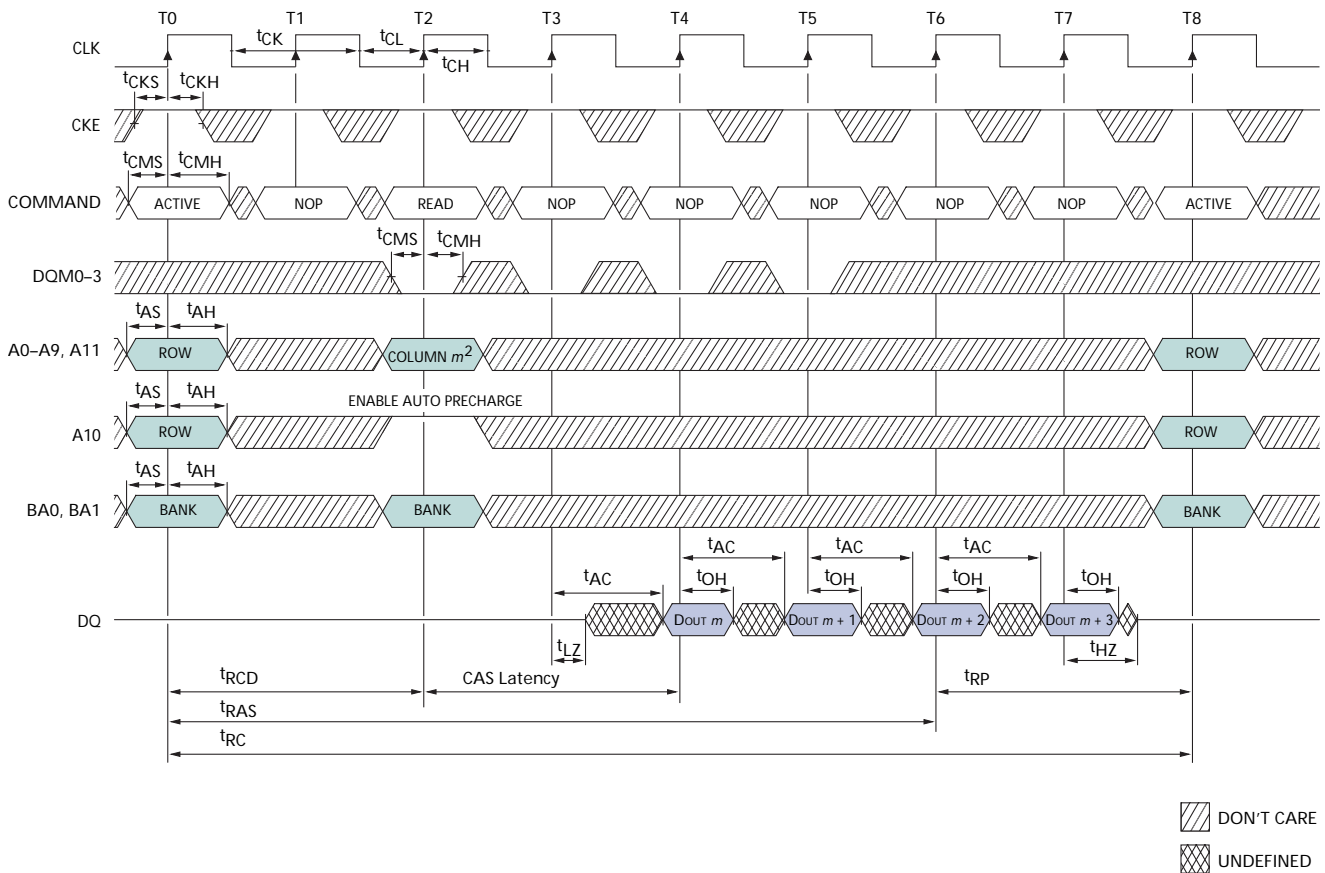 T0 T1 T2 T3 T4 T5 T6 T7 T8
CLK
tCK tCL
tCH
tCKS tCKH
CKE
tCMS tCMH
COMMAND ACTIVE NOP READ NOP NOP NOP NOP NOP ACTIVE
tCMS tCMH
DQM0–3
tAS tAH
A0–A9, A11 ROW COLUMN m2 ROW
tAS tAH ENABLE AUTO PRECHARGE
A10 ROW ROW
tAS tAH
BA0, BA1 BANK BANK BANK
tAC tAC tAC
tAC tOH tOH tOH tOH
DQ DOUT m DOUT m + 1 DOUT m + 2 DOUT m + 3
tLZ tHZ
tRCD CAS Latency tRP
tRAS
tRC
DON'T CARE
UNDEFINED